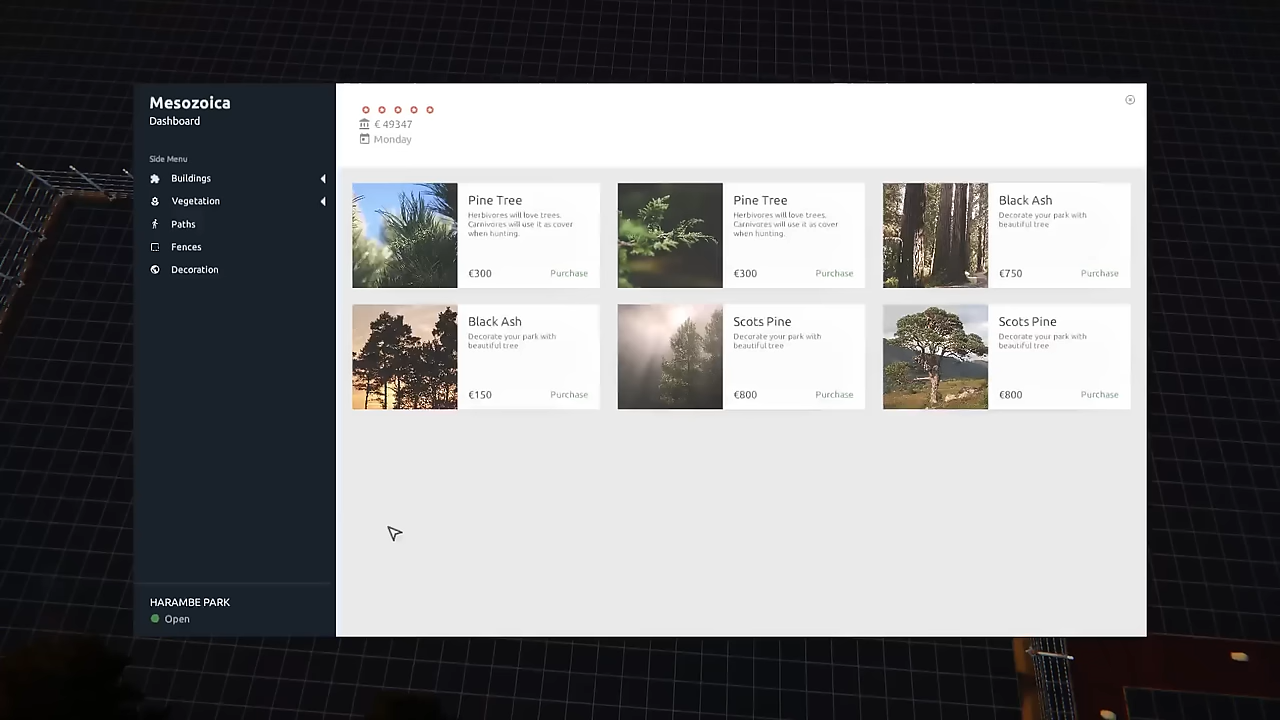 Mesozoica
Dashboard
Side Menu
Buildings
Vegetation
Paths
Fences
Decoration
HARAMBE PARK
Open
€ 49347
Monday
Pine Tree
Herbivores will love trees.
Carnivores will use it as cover
when hunting.
€300 Purchase
Pine Tree
Herbivores will love trees.
Carnivores will use it as cover
when hunting.
€300 Purchase
Black Ash
Decorate your park with
beautiful tree
€750 Purchase
Black Ash
Decorate your park with
beautiful tree
€150 Purchase
Scots Pine
Decorate your park with
beautiful tree
€800 Purchase
Scots Pine
Decorate your park with
beautiful tree
€800 Purchase